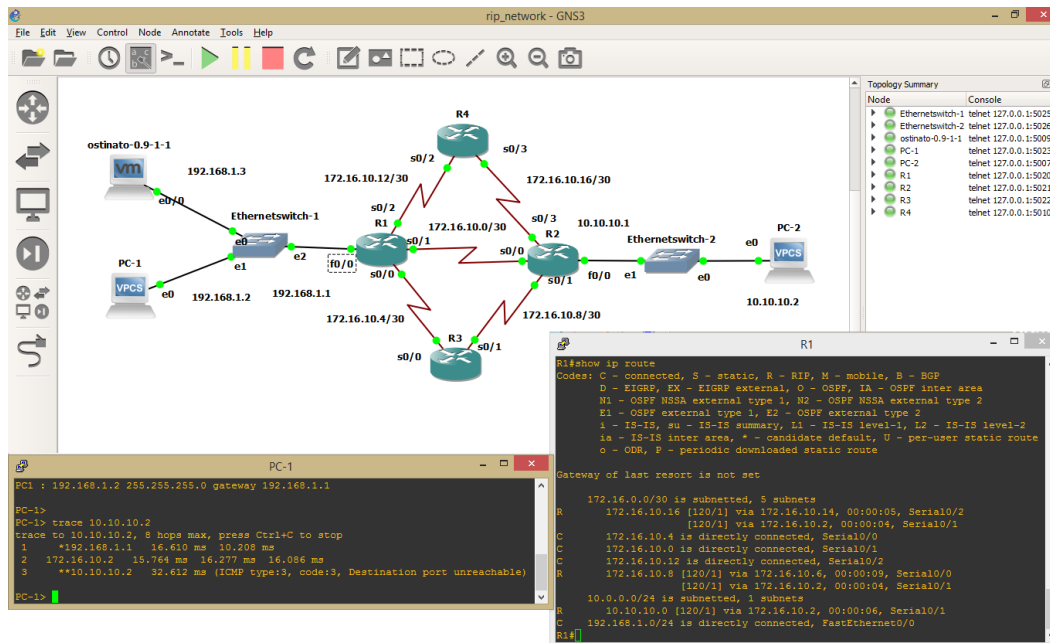 rip_network - GNS3
File Edit View Control Node Annotate Tools Help
Topology Summary
Node Console
Ethernetswitch-1 telnet 127.0.0.1:5025
Ethernetswitch-2 telnet 127.0.0.1:5026
ostinato-0.9-1-1 telnet 127.0.0.1:5009
PC-1 telnet 127.0.0.1:5023
PC-2 telnet 127.0.0.1:5007
R1 telnet 127.0.0.1:5020
R2 telnet 127.0.0.1:5021
R3 telnet 127.0.0.1:5022
R4 telnet 127.0.0.1:5010
R4
ostinato-0.9-1-1
vm
192.168.1.3
e0/0
s0/2
s0/3
172.16.10.12/30
172.16.10.16/30
Ethernetswitch-1
s0/2
R1
172.16.10.0/30
s0/3
10.10.10.1
R2
Ethernetswitch-2
PC-2
e0
e1
e2
f0/0
s0/1
s0/0
s0/0
s0/1
f0/0
e1
e0
e0
VPCS
PC-1
VPCS
e0
192.168.1.2
192.168.1.1
10.10.10.2
172.16.10.4/30
172.16.10.8/30
R3
s0/0
s0/1
PC-1
PC1 : 192.168.1.2 255.255.255.0 gateway 192.168.1.1
PC-1>
PC-1> trace 10.10.10.2
trace to 10.10.10.2, 8 hops max, press Ctrl+C to stop
1 *192.168.1.1 16.610 ms 10.208 ms
2 172.16.10.2 15.764 ms 16.277 ms 16.086 ms
3 **10.10.10.2 32.612 ms (ICMP type:3, code:3, Destination port unreachable)
PC-1>
R1
R1#show ip route
Codes: C - connected, S - static, R - RIP, M - mobile, B - BGP
D - EIGRP, EX - EIGRP external, O - OSPF, IA - OSPF inter area
N1 - OSPF NSSA external type 1, N2 - OSPF NSSA external type 2
E1 - OSPF external type 1, E2 - OSPF external type 2
i - IS-IS, su - IS-IS summary, L1 - IS-IS level-1, L2 - IS-IS level-2
ia - IS-IS inter area, * - candidate default, U - per-user static route
o - ODR, P - periodic downloaded static route
Gateway of last resort is not set
172.16.0.0/30 is subnetted, 5 subnets
R 172.16.10.16 [120/1] via 172.16.10.14, 00:00:05, Serial0/2
[120/1] via 172.16.10.2, 00:00:04, Serial0/1
C 172.16.10.4 is directly connected, Serial0/0
C 172.16.10.0 is directly connected, Serial0/1
C 172.16.10.12 is directly connected, Serial0/2
R 172.16.10.8 [120/1] via 172.16.10.6, 00:00:09, Serial0/0
[120/1] via 172.16.10.2, 00:00:04, Serial0/1
10.0.0.0/24 is subnetted, 1 subnets
R 10.10.10.0 [120/1] via 172.16.10.2, 00:00:06, Serial0/1
C 192.168.1.0/24 is directly connected, FastEthernet0/0
R1#